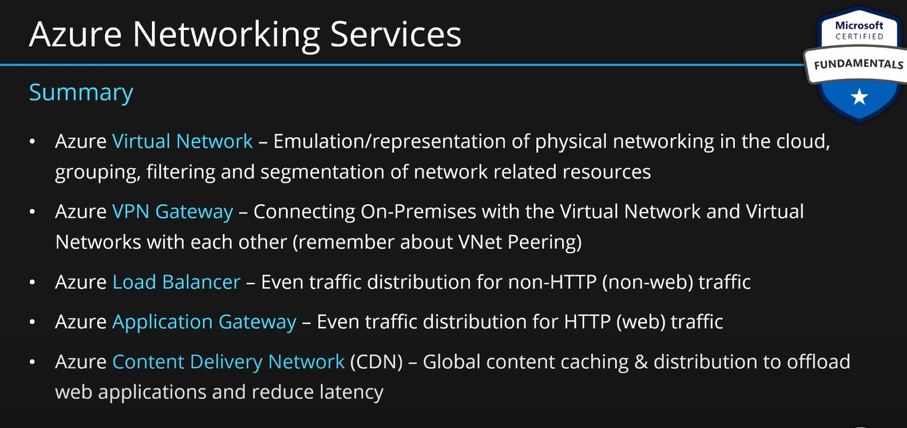 Azure Networking Services
Microsoft
CERTIFIED
FUNDAMENTALS
Summary
• Azure Virtual Network – Emulation/representation of physical networking in the cloud,
grouping, filtering and segmentation of network related resources
• Azure VPN Gateway – Connecting On-Premises with the Virtual Network and Virtual
Networks with each other (remember about VNet Peering)
• Azure Load Balancer – Even traffic distribution for non-HTTP (non-web) traffic
• Azure Application Gateway – Even traffic distribution for HTTP (web) traffic
• Azure Content Delivery Network (CDN) – Global content caching & distribution to offload
web applications and reduce latency